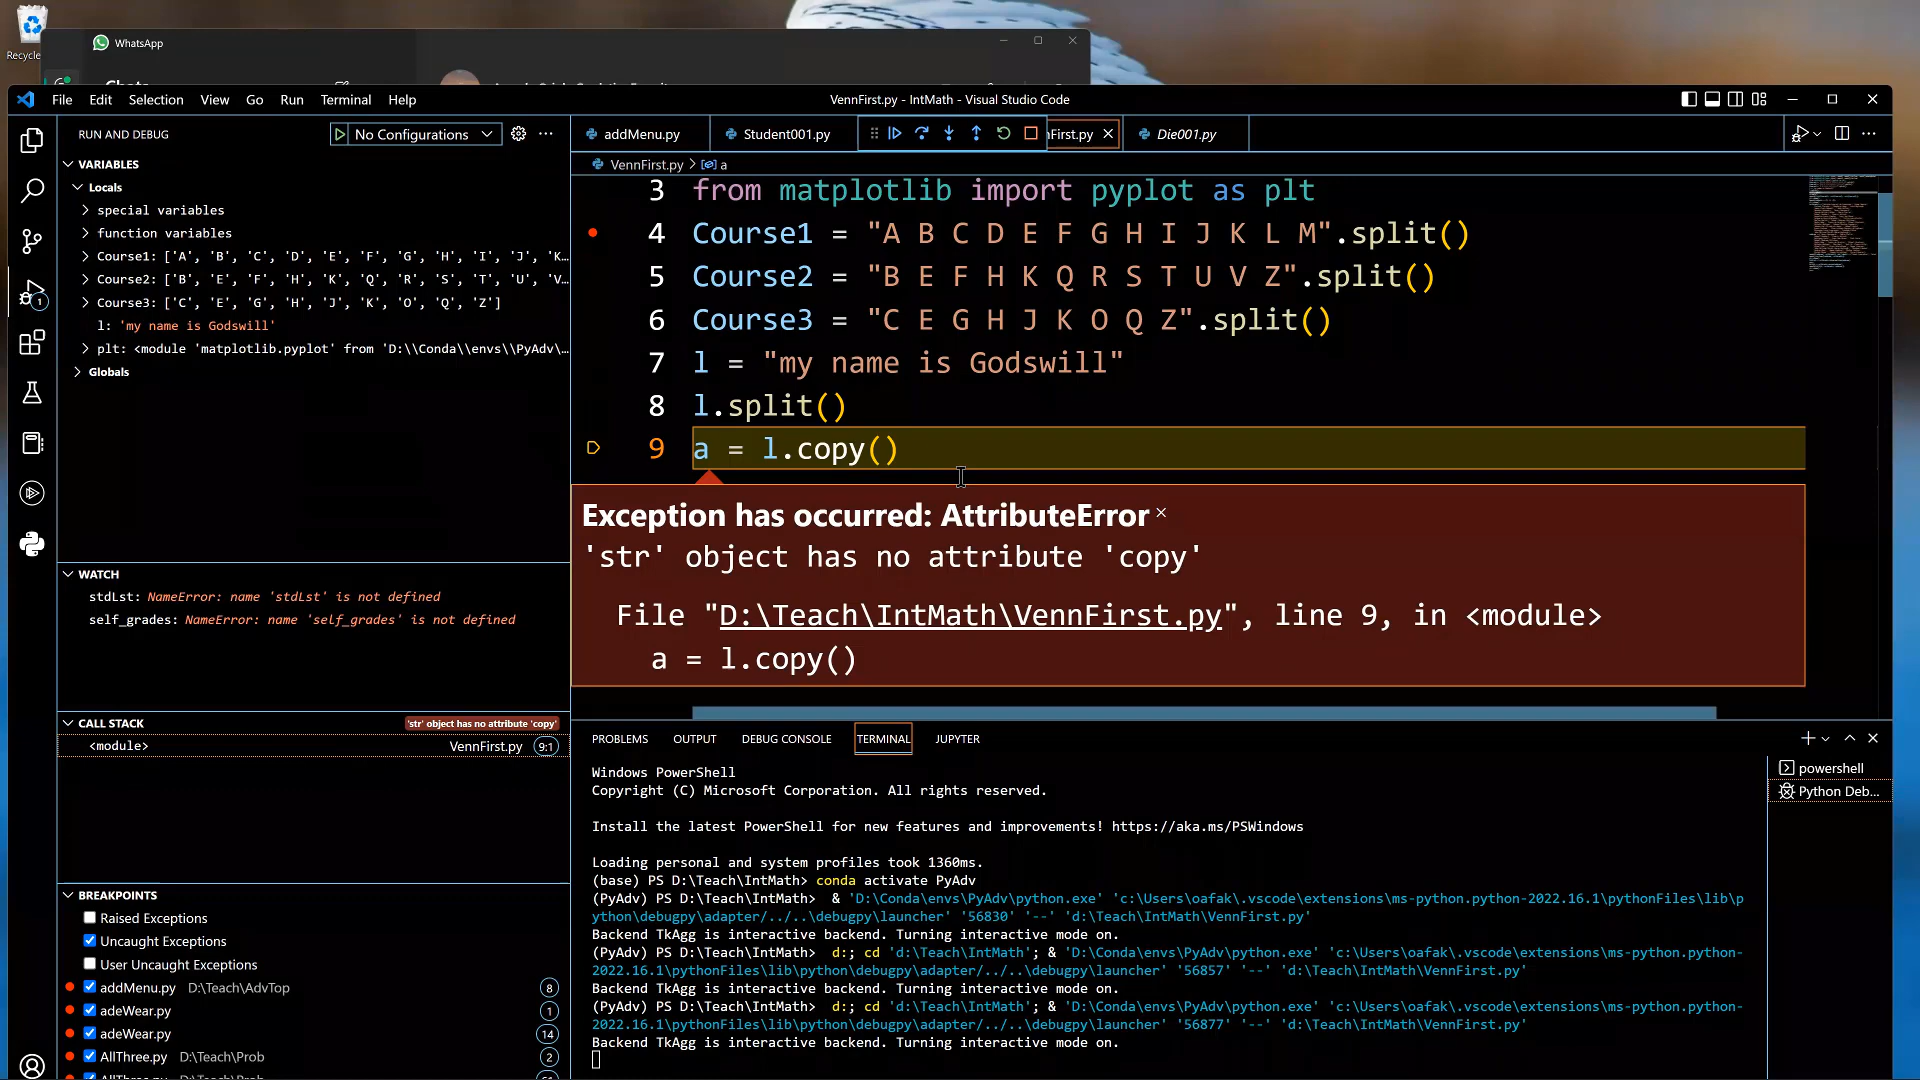 Recycle
WhatsApp
Chats
File Edit Selection View Go Run Terminal Help
VennFirst.py - IntMath - Visual Studio Code
RUN AND DEBUG
No Configurations
addMenu.py
Student001.py
nFirst.py
Die001.py
VARIABLES
VennFirst.py > a
Locals
special variables
function variables
Course1: ['A', 'B', 'C', 'D', 'E', 'F', 'G', 'H', 'I', 'J', 'K…
Course2: ['B', 'E', 'F', 'H', 'K', 'Q', 'R', 'S', 'T', 'U', 'V…
Course3: ['C', 'E', 'G', 'H', 'J', 'K', 'O', 'Q', 'Z']
l: 'my name is Godswill'
plt: <module 'matplotlib.pyplot' from 'D:\\Conda\\envs\\PyAdv\…
Globals
3 from matplotlib import pyplot as plt
4 Course1 = "A B C D E F G H I J K L M".split()
5 Course2 = "B E F H K Q R S T U V Z".split()
6 Course3 = "C E G H J K O Q Z".split()
7 l = "my name is Godswill"
8 l.split()
9 a = l.copy()
Exception has occurred: AttributeError
'str' object has no attribute 'copy'
File "D:\Teach\IntMath\VennFirst.py", line 9, in <module>
a = l.copy()
WATCH
stdLst: NameError: name 'stdLst' is not defined
self_grades: NameError: name 'self_grades' is not defined
CALL STACK
'str' object has no attribute 'copy'
<module>
VennFirst.py
9:1
BREAKPOINTS
Raised Exceptions
Uncaught Exceptions
User Uncaught Exceptions
addMenu.py D:\Teach\AdvTop 8
adeWear.py 1
adeWear.py 14
AllThree.py D:\Teach\Prob 2
AllThree.py D:\Teach\Prob
PROBLEMS OUTPUT DEBUG CONSOLE TERMINAL JUPYTER
powershell
Python Deb…
Windows PowerShell
Copyright (C) Microsoft Corporation. All rights reserved.
Install the latest PowerShell for new features and improvements! https://aka.ms/PSWindows
Loading personal and system profiles took 1360ms.
(base) PS D:\Teach\IntMath> conda activate PyAdv
(PyAdv) PS D:\Teach\IntMath>  & 'D:\Conda\envs\PyAdv\python.exe' 'c:\Users\oafak\.vscode\extensions\ms-python.python-2022.16.1\pythonFiles\lib\p
ython\debugpy\adapter/../..\debugpy\launcher' '56830' '--' 'd:\Teach\IntMath\VennFirst.py'
Backend TkAgg is interactive backend. Turning interactive mode on.
(PyAdv) PS D:\Teach\IntMath>  d:; cd 'd:\Teach\IntMath'; & 'D:\Conda\envs\PyAdv\python.exe' 'c:\Users\oafak\.vscode\extensions\ms-python.python-
2022.16.1\pythonFiles\lib\python\debugpy\adapter/../..\debugpy\launcher' '56857' '--' 'd:\Teach\IntMath\VennFirst.py'
Backend TkAgg is interactive backend. Turning interactive mode on.
(PyAdv) PS D:\Teach\IntMath>  d:; cd 'd:\Teach\IntMath'; & 'D:\Conda\envs\PyAdv\python.exe' 'c:\Users\oafak\.vscode\extensions\ms-python.python-
2022.16.1\pythonFiles\lib\python\debugpy\adapter/../..\debugpy\launcher' '56877' '--' 'd:\Teach\IntMath\VennFirst.py'
Backend TkAgg is interactive backend. Turning interactive mode on.